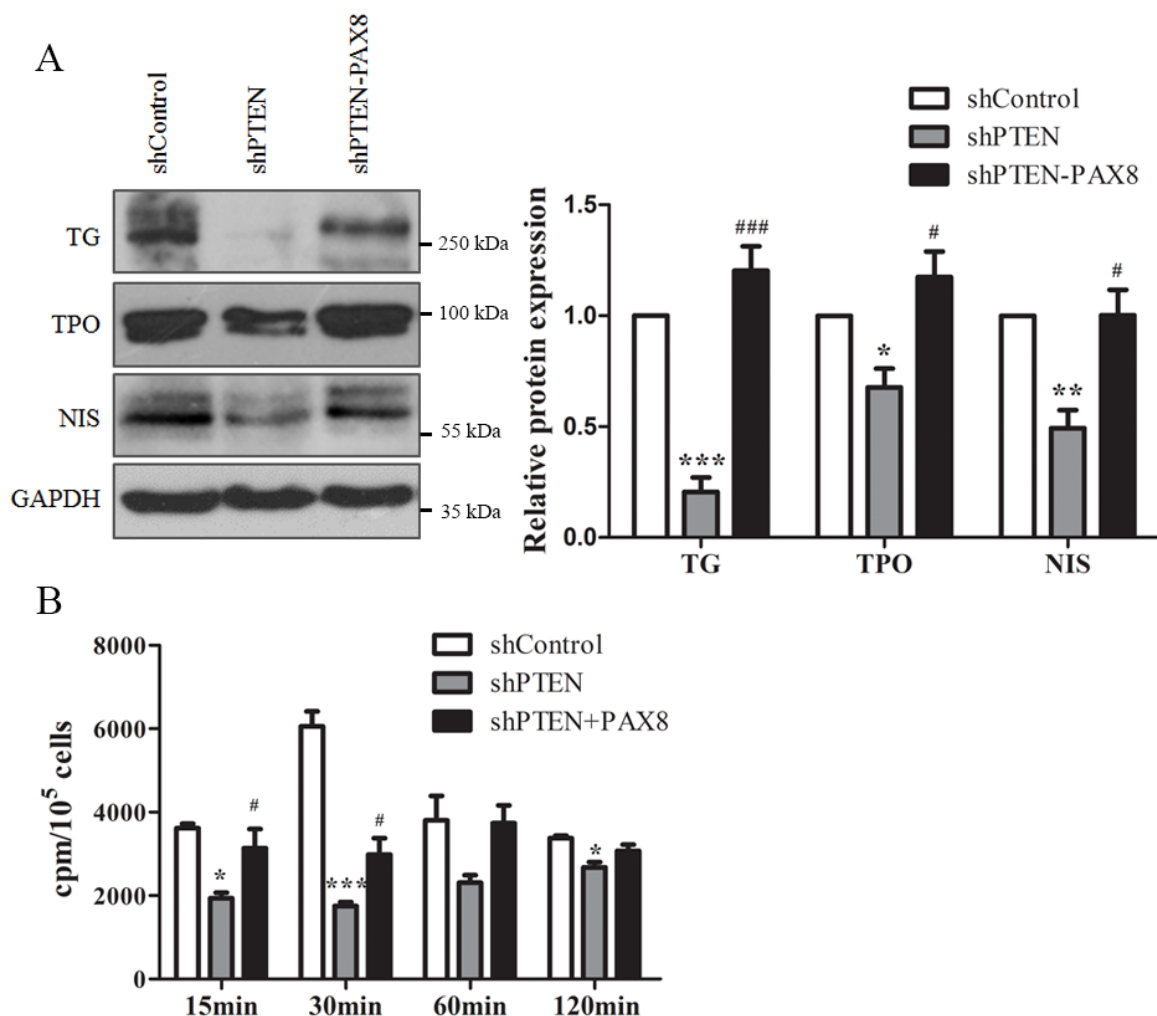 A
shControl
shPTEN
shPTEN-PAX8
TG
250 kDa
TPO
100 kDa
NIS
55 kDa
GAPDH
35 kDa
shControl
shPTEN
shPTEN-PAX8
Relative protein expression
1.5
1.0
0.5
0.0
***
###
*
#
**
#
TG
TPO
NIS
B
shControl
shPTEN
shPTEN+PAX8
cpm/10⁵ cells
8000
6000
4000
2000
0
*
#
***
#
*
15min
30min
60min
120min